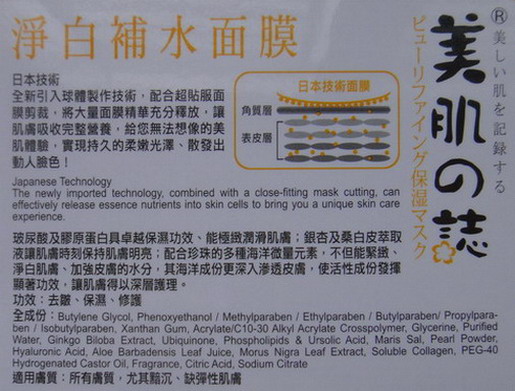 淨白補水面膜
日本技術
全新引入球體製作技術，配合超貼服面
膜剪裁，將大量面膜精華充分釋放，讓
肌膚吸收完整營養，給您無法想像的美
肌體驗，實現持久的柔嫩光澤、散發出
動人臉色！
日本技術面膜
角質層
表皮層
Japanese Technology
The newly imported technology, combined with a close-fitting mask cutting, can
effectively release essence nutrients into skin cells to bring you a unique skin care
experience.
玻尿酸及膠原蛋白具卓越保濕功效、能極緻潤滑肌膚；銀杏及桑白皮萃取
液讓肌膚時刻保持肌膚明亮；配合珍珠的多種海洋微量元素，不但能緊緻、
淨白肌膚、加強皮膚的水分，其海洋成份更深入滲透皮膚，使活性成份發揮
顯著功效，讓肌膚得以深層護理。
功效：去皺、保濕、修護
全成份：Butylene Glycol, Phenoxyethanol / Methylparaben / Ethylparaben / Butylparaben/ Propylpara-
ben / Isobutylparaben, Xanthan Gum, Acrylate/C10-30 Alkyl Acrylate Crosspolymer, Glycerine, Purified
Water, Ginkgo Biloba Extract, Ubiquinone, Phospholipids & Ursolic Acid, Maris Sal, Pearl Powder,
Hyaluronic Acid, Aloe Barbadensis Leaf Juice, Morus Nigra Leaf Extract, Soluble Collagen, PEG-40
Hydrogenated Castor Oil, Fragrance, Citric Acid, Sodium Citrate
適用膚質：所有膚質，尤其黯沉、缺彈性肌膚
®美しい肌を記録する
美肌の誌
ピューリファイング保湿マスク